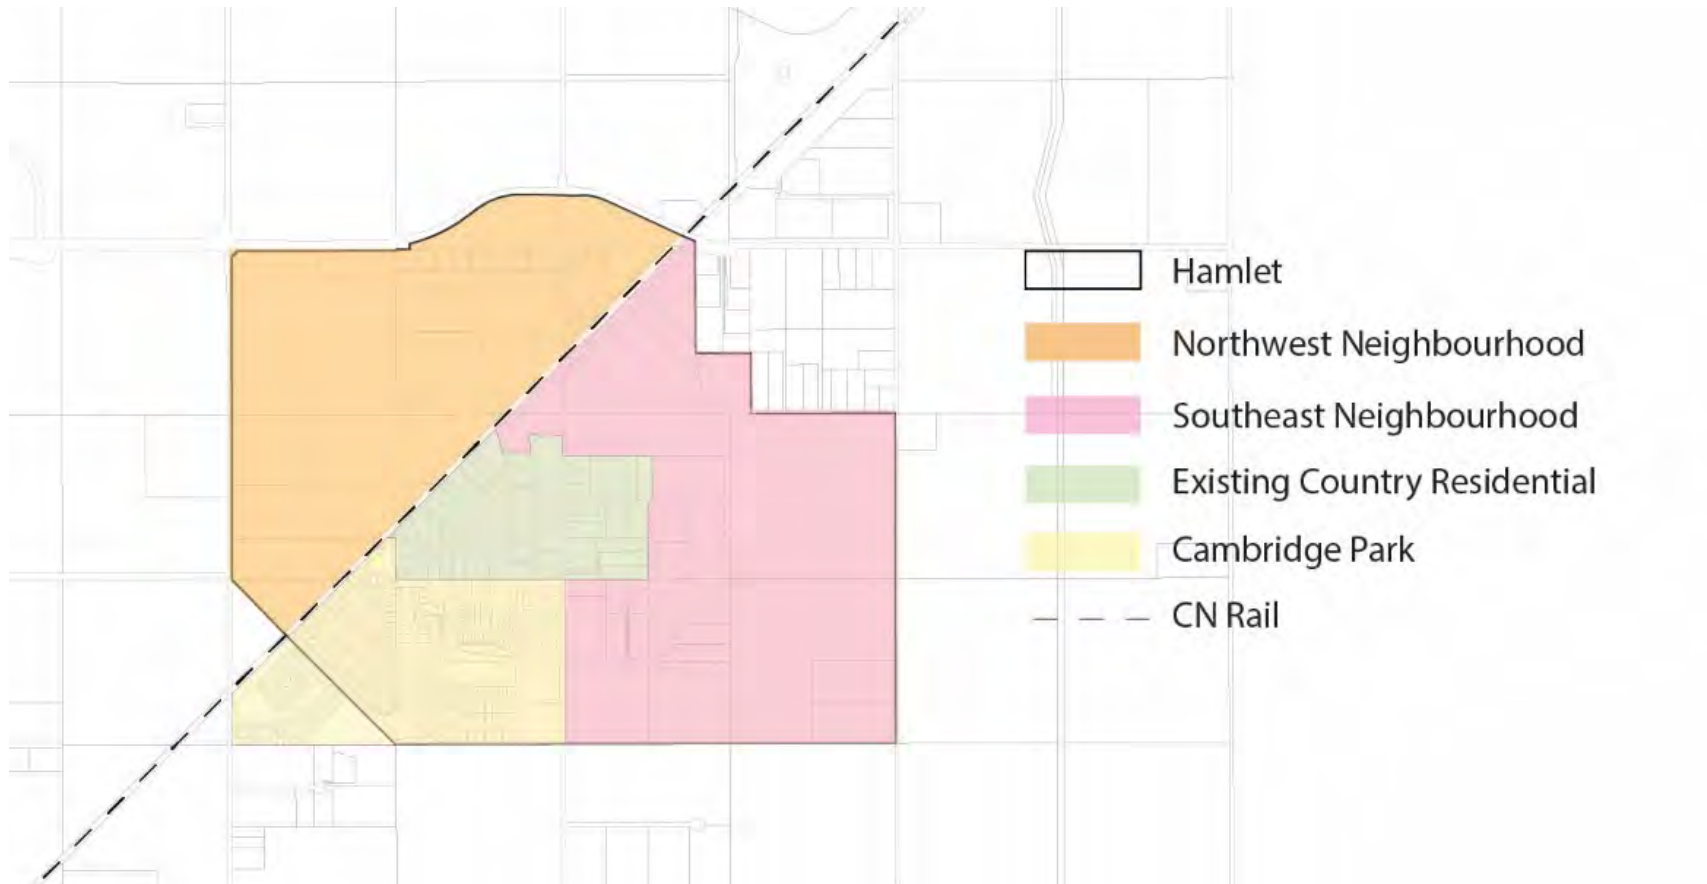 Hamlet
Northwest Neighbourhood
Southeast Neighbourhood
Existing Country Residential
Cambridge Park
CN Rail